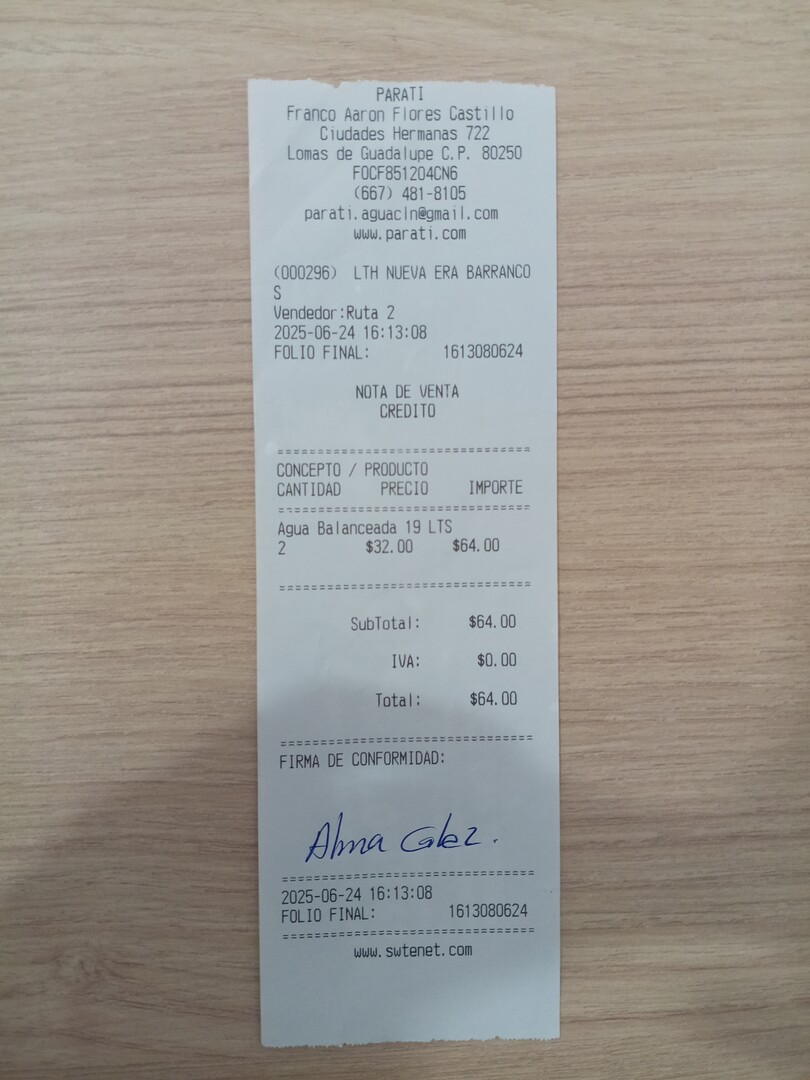 PARATI
Franco Aaron Flores Castillo
Ciudades Hermanas 722
Lomas de Guadalupe C.P. 80250
FOCF851204CN6
(667) 481-8105
parati.aguacln@gmail.com
www.parati.com
(000296) LTH NUEVA ERA BARRANCO
S
Vendedor:Ruta 2
2025-06-24 16:13:08
FOLIO FINAL: 1613080624
NOTA DE VENTA
CREDITO
==============================
CONCEPTO / PRODUCTO
CANTIDAD PRECIO IMPORTE
==============================
Agua Balanceada 19 LTS
2 $32.00 $64.00
==============================
SubTotal: $64.00
IVA: $0.00
Total: $64.00
==============================
FIRMA DE CONFORMIDAD:
Alma
==============================
2025-06-24 16:13:08
FOLIO FINAL: 1613080624
==============================
www.swtenet.com